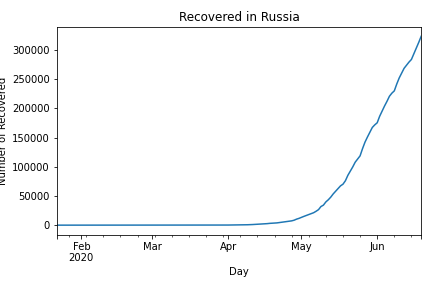 Recovered in Russia
300000
250000
200000
150000
100000
50000
0
Number of Recovered
Feb
2020
Mar
Apr
May
Jun
Day